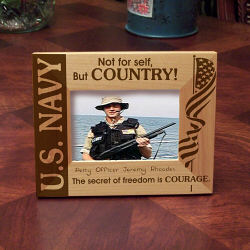 U.S. NAVY
Not for self,
But COUNTRY!
Petty Officer Jeremy Rhoades
The secret of freedom is COURAGE.